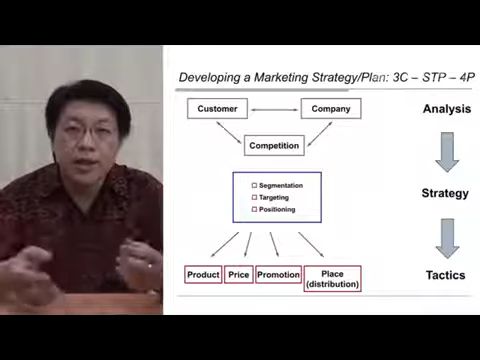 Developing a Marketing Strategy/Plan: 3C – STP – 4P
Customer
Company
Analysis
Competition
Segmentation
Targeting
Positioning
Strategy
Product
Price
Promotion
Place
(distribution)
Tactics